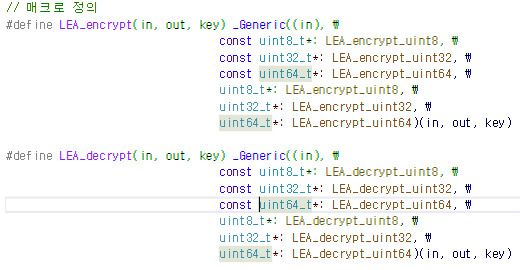 // 매크로 정의
#define LEA_encrypt(in, out, key) _Generic((in), ₩
const uint8_t*: LEA_encrypt_uint8, ₩
const uint32_t*: LEA_encrypt_uint32, ₩
const uint64_t*: LEA_encrypt_uint64, ₩
uint8_t*: LEA_encrypt_uint8, ₩
uint32_t*: LEA_encrypt_uint32, ₩
uint64_t*: LEA_encrypt_uint64)(in, out, key)
#define LEA_decrypt(in, out, key) _Generic((in), ₩
const uint8_t*: LEA_decrypt_uint8, ₩
const uint32_t*: LEA_decrypt_uint32, ₩
const uint64_t*: LEA_decrypt_uint64, ₩
uint8_t*: LEA_decrypt_uint8, ₩
uint32_t*: LEA_decrypt_uint32, ₩
uint64_t*: LEA_decrypt_uint64)(in, out, key)